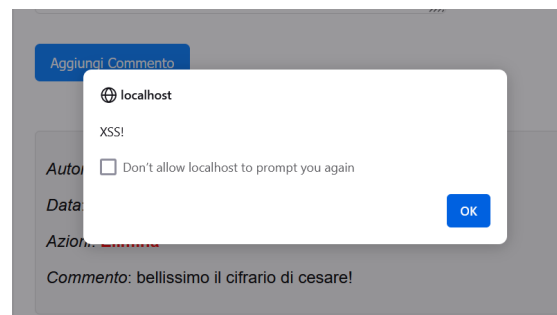 Aggiungi Commento
localhost
XSS!
Don't allow localhost to prompt you again
OK
Data:
Azioni: Elimina
Commento: bellissimo il cifrario di cesare!